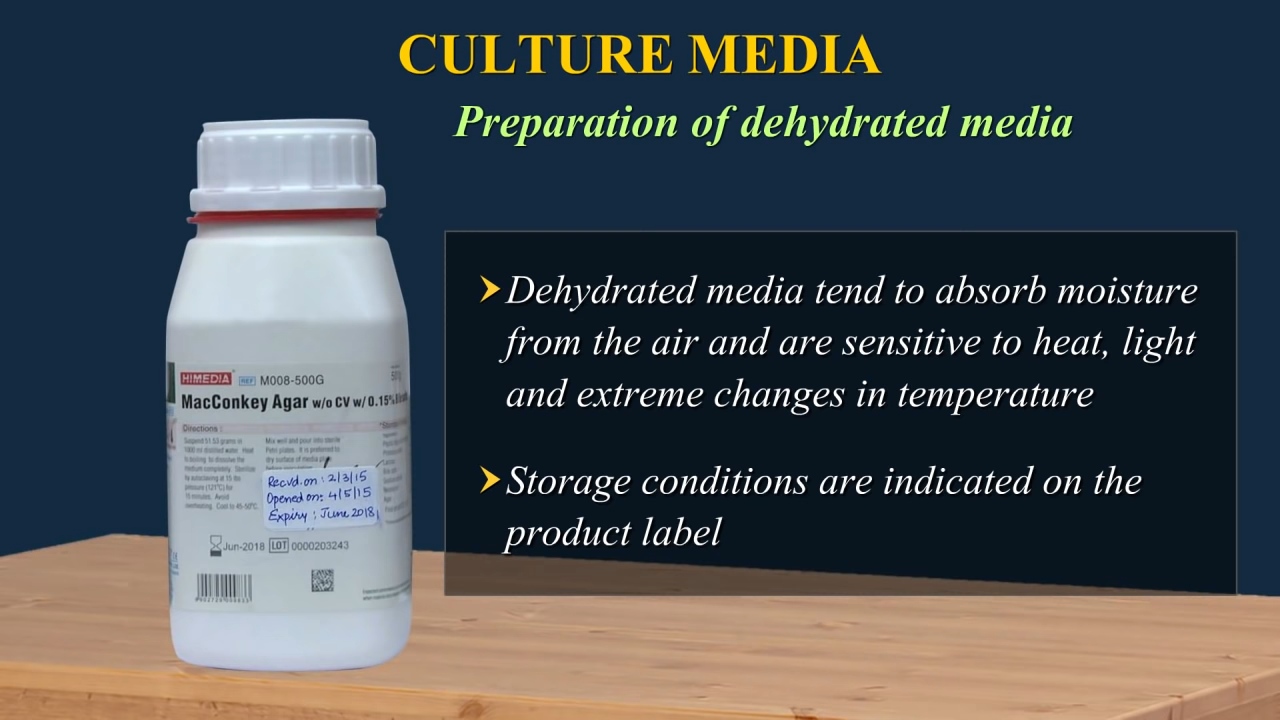 CULTURE MEDIA
Preparation of dehydrated media
Dehydrated media tend to absorb moisture
from the air and are sensitive to heat, light
and extreme changes in temperature
Storage conditions are indicated on the
product label
HIMEDIA REF M008-500G
MacConkey Agar w/o CV w/ 0.15%
Directions :
Suspend 51.53 grams in
1000 ml distilled water. Heat
to boiling to dissolve the
medium completely. Sterilize
by autoclaving at 15 lbs
pressure (121°C) for
15 minutes. Avoid
overheating. Cool to 45-50°C.
Mix well and pour into sterile
Petri plates. It is preferred to
dry surface of media
Recvd. on : 2/3/15
Opened on: 4/5/15
Expiry : June 2018
Jun-2018 LOT 0000203243